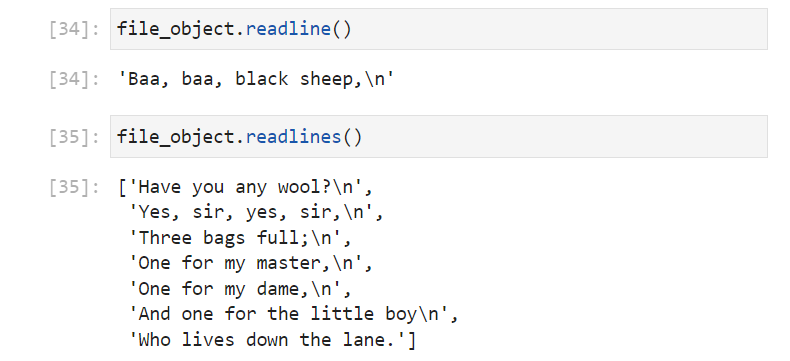 [34]: file_object.readline()
[34]: 'Baa, baa, black sheep,\n'
[35]: file_object.readlines()
[35]: ['Have you any wool?\n',
'Yes, sir, yes, sir,\n',
'Three bags full;\n',
'One for my master,\n',
'One for my dame,\n',
'And one for the little boy\n',
'Who lives down the lane.']